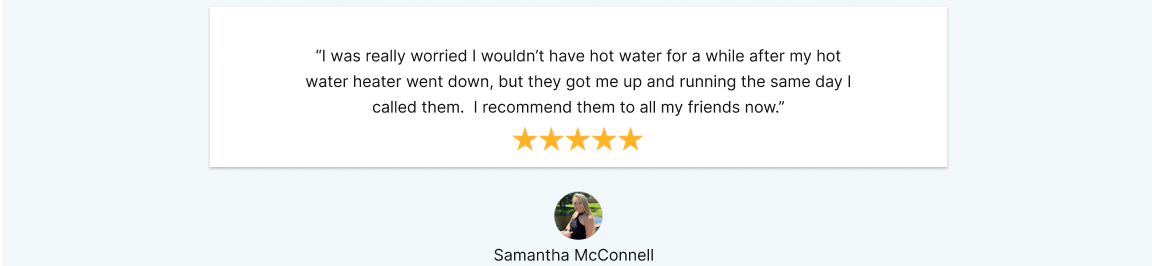 “I was really worried I wouldn’t have hot water for a while after my hot
water heater went down, but they got me up and running the same day I
called them.  I recommend them to all my friends now.”
Samantha McConnell